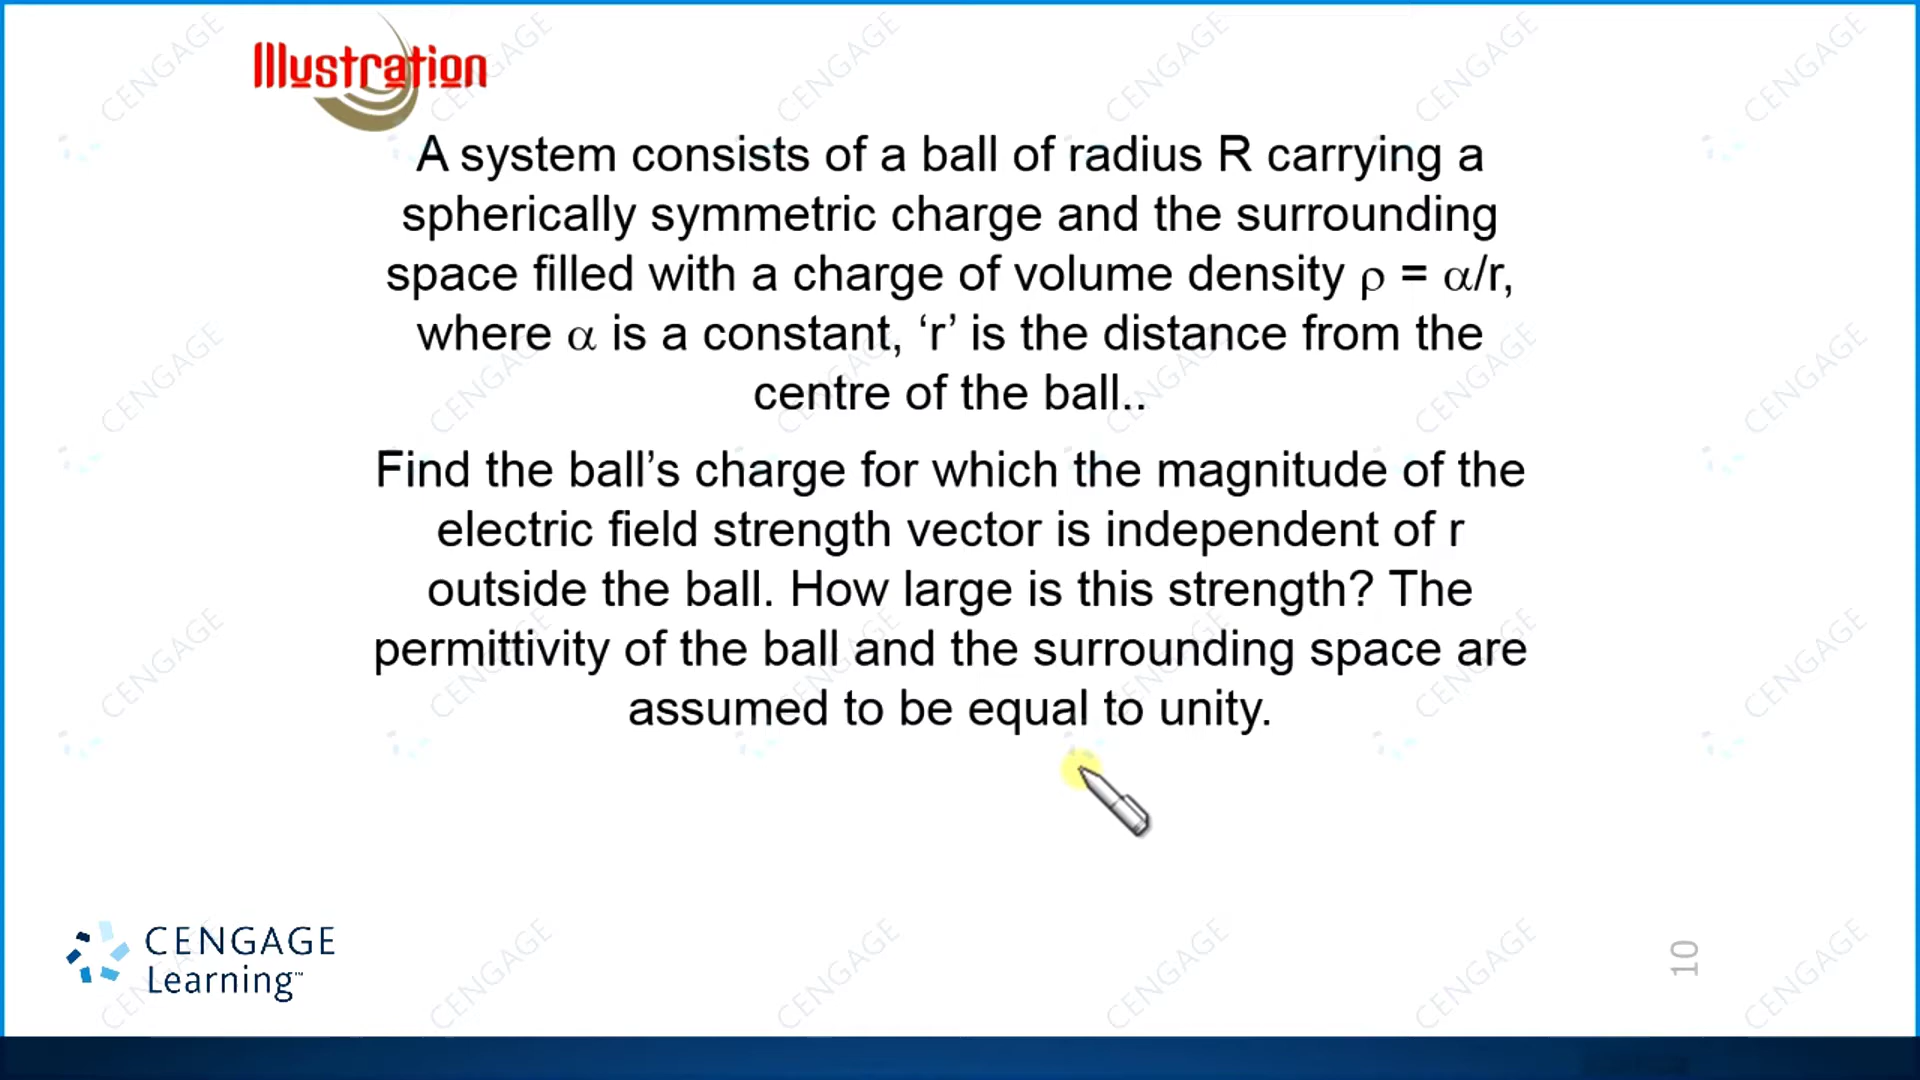 Illustration
A system consists of a ball of radius R carrying a
spherically symmetric charge and the surrounding
space filled with a charge of volume density ρ = α/r,
where α is a constant, ‘r’ is the distance from the
centre of the ball..
Find the ball’s charge for which the magnitude of the
electric field strength vector is independent of r
outside the ball. How large is this strength? The
permittivity of the ball and the surrounding space are
assumed to be equal to unity.
CENGAGE
Learning™
10